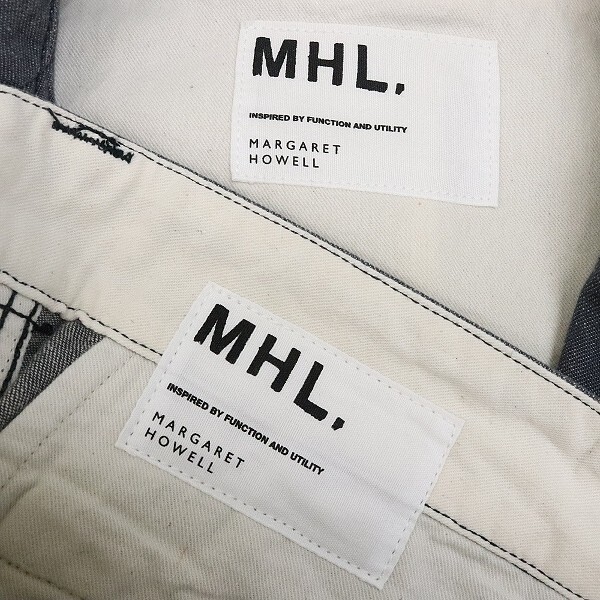 MHL,
INSPIRED BY FUNCTION AND UTILITY
MARGARET
HOWELL
MHL,
INSPIRED BY FUNCTION AND UTILITY
MARGARET
HOWELL